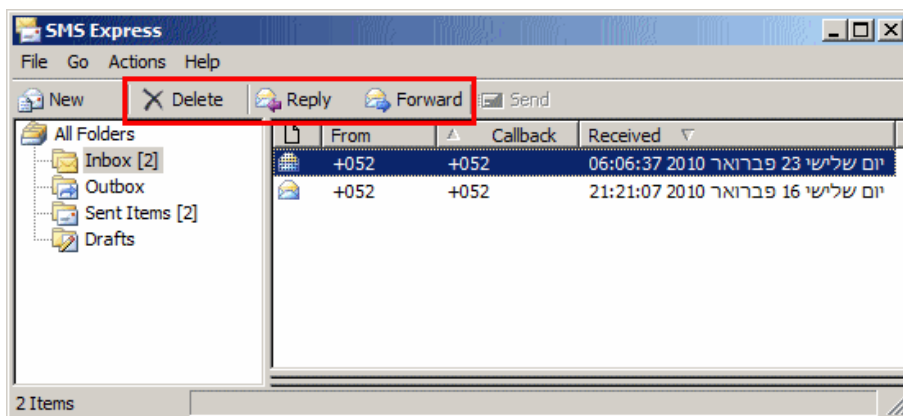 SMS Express
File Go Actions Help
New Delete Reply Forward Send
All Folders
Inbox [2]
Outbox
Sent Items [2]
Drafts
From Callback Received
+052 +052 יום שלישי 23 פברואר 2010 06:06:37
+052 +052 יום שלישי 16 פברואר 2010 21:21:07
2 Items